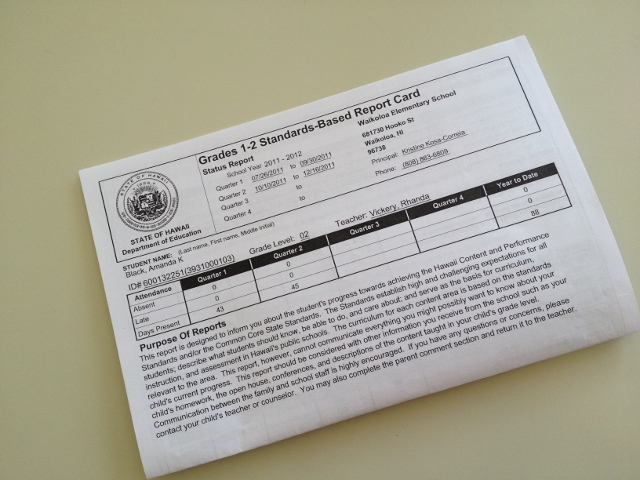 Grades 1-2 Standards-Based Report Card
Status Report
Waikoloa Elementary School
School Year 2011 - 2012
681730 Hooko St
Quarter 1 07/26/2011 to 09/30/2011
Waikoloa, HI
Quarter 2 10/10/2011 to 12/16/2011
96738
Quarter 3 to
Principal: Kristine Kosa-Correia
Quarter 4 to
Phone: (808) 883-6808
STATE OF HAWAII
STATE OF HAWAII
Department of Education
STUDENT NAME: (Last name, First name, Middle initial)
Black, Amanda K
ID# 600132251(3931000103) Grade Level: 02 Teacher: Vickery, Rhanda
Attendance Quarter 1 Quarter 2 Quarter 3 Quarter 4 Year to Date
Absent 0 0 0
Late 0 0 0
Days Present 43 45 88
Purpose Of Reports
This report is designed to inform you about the student's progress towards achieving the Hawaii Content and Performance
Standards and/or the Common Core State Standards. The Standards establish high and challenging expectations for all
students; describe what students should know, be able to do, and care about; and serve as the basis for curriculum,
instruction, and assessment in Hawaii's public schools. The curriculum for each content area is based on the standards
relevant to the area. This report, however, cannot communicate everything you might possibly want to know about your
child's current progress. This report should be considered with other information you receive from the school such as your
child's homework, the open house, conferences, and descriptions of the content taught in your child's grade level.
Communication between the family and school staff is highly encouraged. If you have any questions or concerns, please
contact your child's teacher or counselor. You may also complete the parent comment section and return it to the teacher.